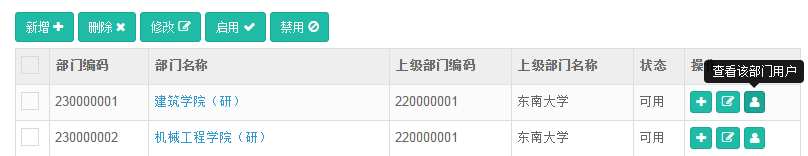 新增 删除 修改 启用 禁用
查看该部门用户
部门编码 部门名称 上级部门编码 上级部门名称 状态
230000001 建筑学院（研） 220000001 东南大学 可用
230000002 机械工程学院（研） 220000001 东南大学 可用